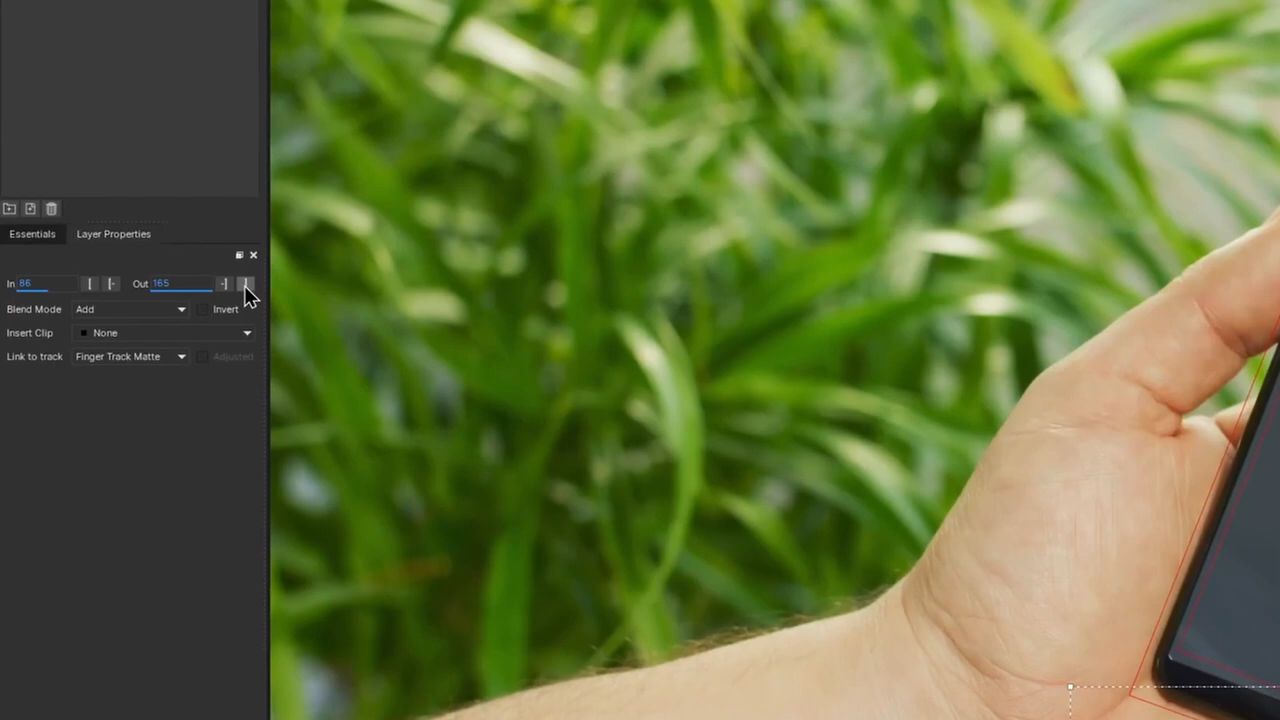 Essentials Layer Properties
In 86 Out 165
Blend Mode Add Invert
Insert Clip None
Link to track Finger Track Matte Adjusted